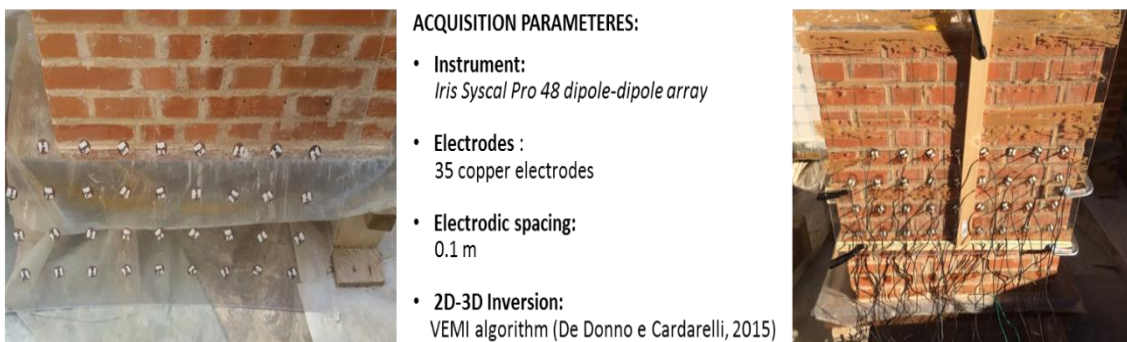 ACQUISITION PARAMETERES:
• Instrument:
Iris Syscal Pro 48 dipole-dipole array
• Electrodes :
35 copper electrodes
• Electrodic spacing:
0.1 m
• 2D-3D Inversion:
VEMI algorithm (De Donno e Cardarelli, 2015)